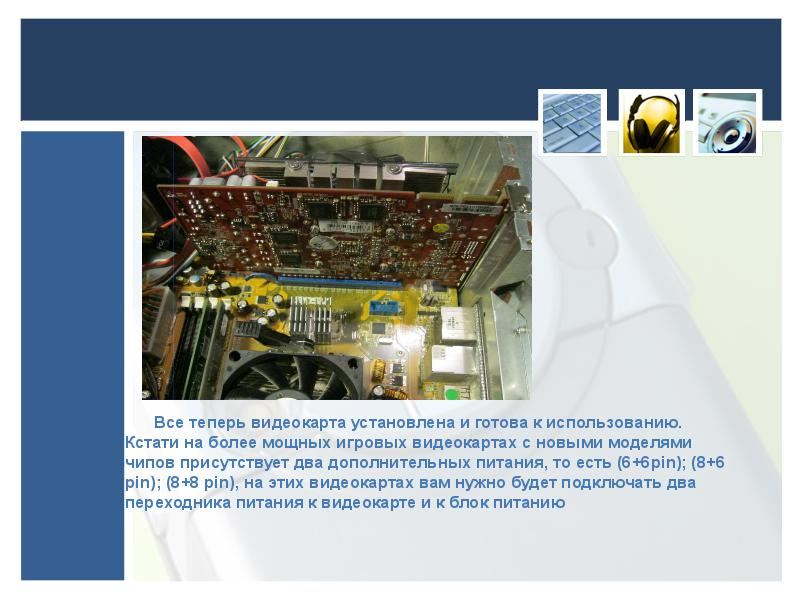 Все теперь видеокарта установлена и готова к использованию.
Кстати на более мощных игровых видеокартах с новыми моделями
чипов присутствует два дополнительных питания, то есть (6+6pin); (8+6
pin); (8+8 pin), на этих видеокартах вам нужно будет подключать два
переходника питания к видеокарте и к блок питанию